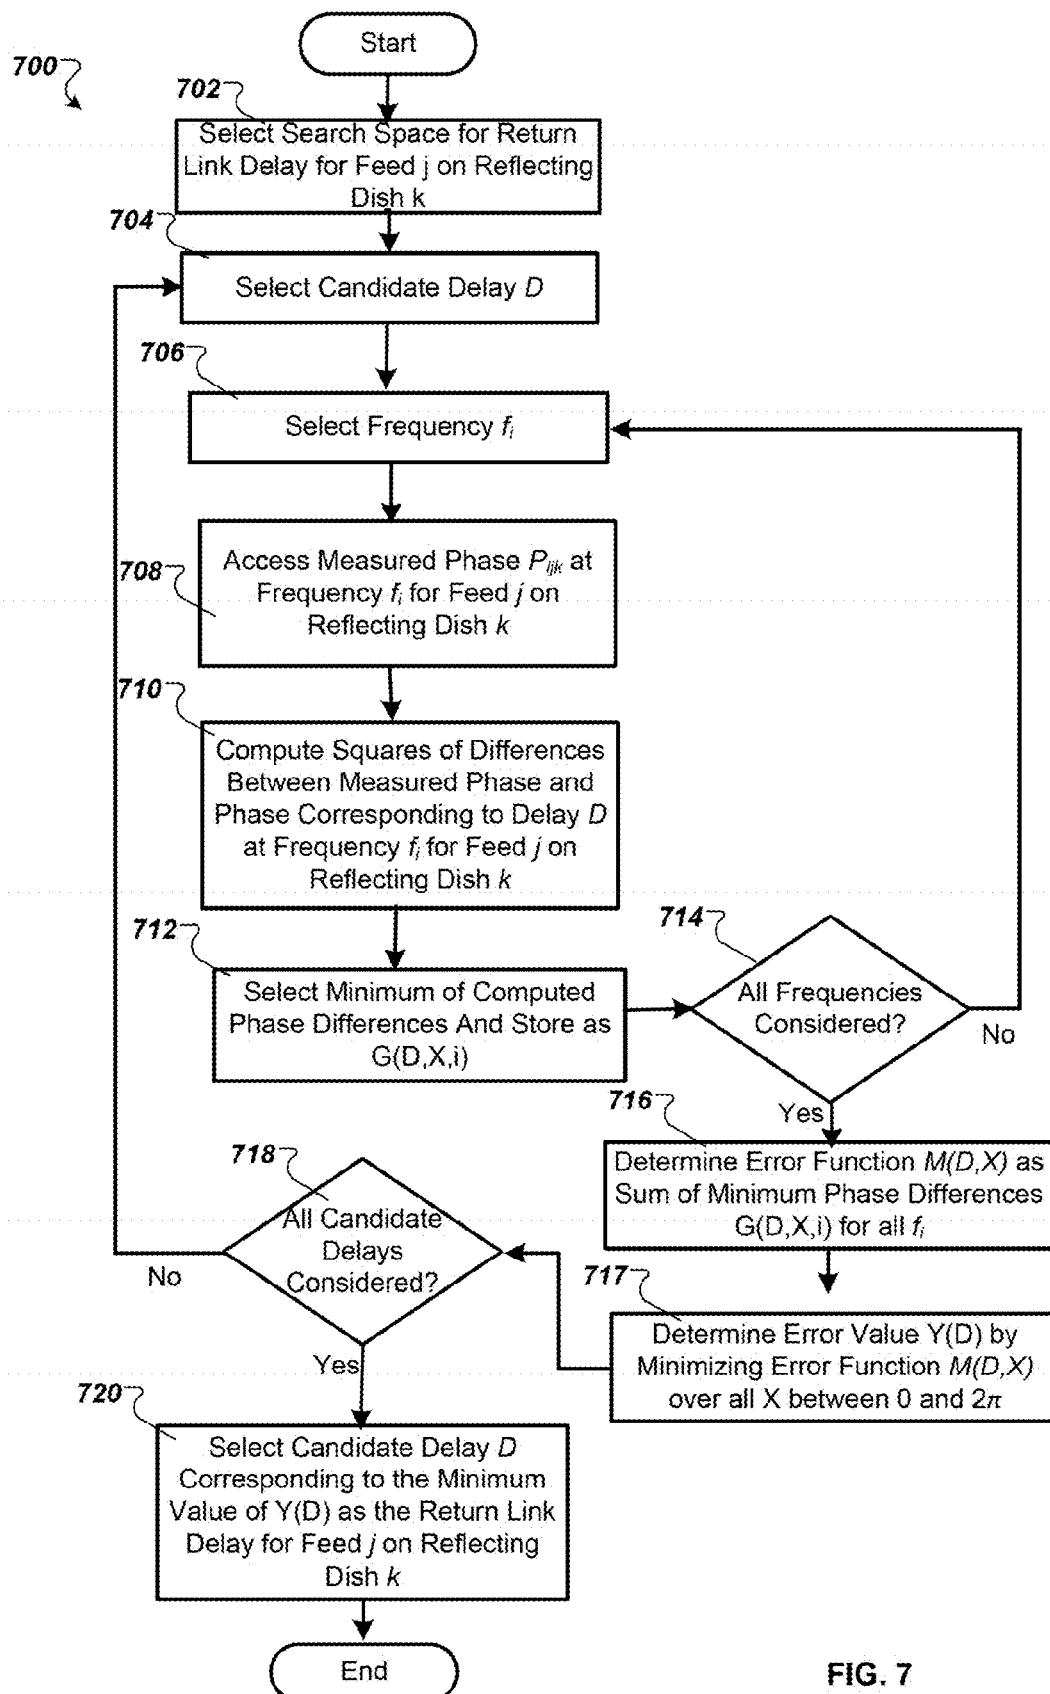 Start
700
702
Select Search Space for Return
Link Delay for Feed j on Reflecting
Dish k
704
Select Candidate Delay D
706
Select Frequency fi
708
Access Measured Phase Pijk at
Frequency fi for Feed j on
Reflecting Dish k
710
Compute Squares of Differences
Between Measured Phase and
Phase Corresponding to Delay D
at Frequency fi for Feed j on
Reflecting Dish k
712
Select Minimum of Computed
Phase Differences And Store as
G(D,X,i)
714
All Frequencies
Considered?
No
Yes
716
Determine Error Function M(D,X) as
Sum of Minimum Phase Differences
G(D,X,i) for all fi
717
Determine Error Value Y(D) by
Minimizing Error Function M(D,X)
over all X between 0 and 2π
718
All Candidate
Delays
Considered?
No
Yes
720
Select Candidate Delay D
Corresponding to the Minimum
Value of Y(D) as the Return Link
Delay for Feed j on Reflecting
Dish k
End
FIG. 7